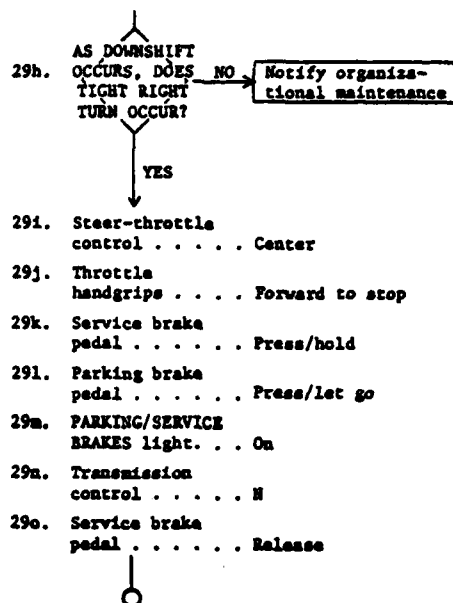 AS DOWNSHIFT
29h. OCCURS, DOES NO Notify organiza-
TIGHT RIGHT tional maintenance
TURN OCCUR?
YES
29i. Steer-throttle
control . . . . . Center
29j. Throttle
handgrips . . . . Forward to stop
29k. Service brake
pedal . . . . . . Press/hold
29l. Parking brake
pedal . . . . . . Press/let go
29m. PARKING/SERVICE
BRAKES light. . . On
29n. Transmission
control . . . . . N
29o. Service brake
pedal . . . . . . Release